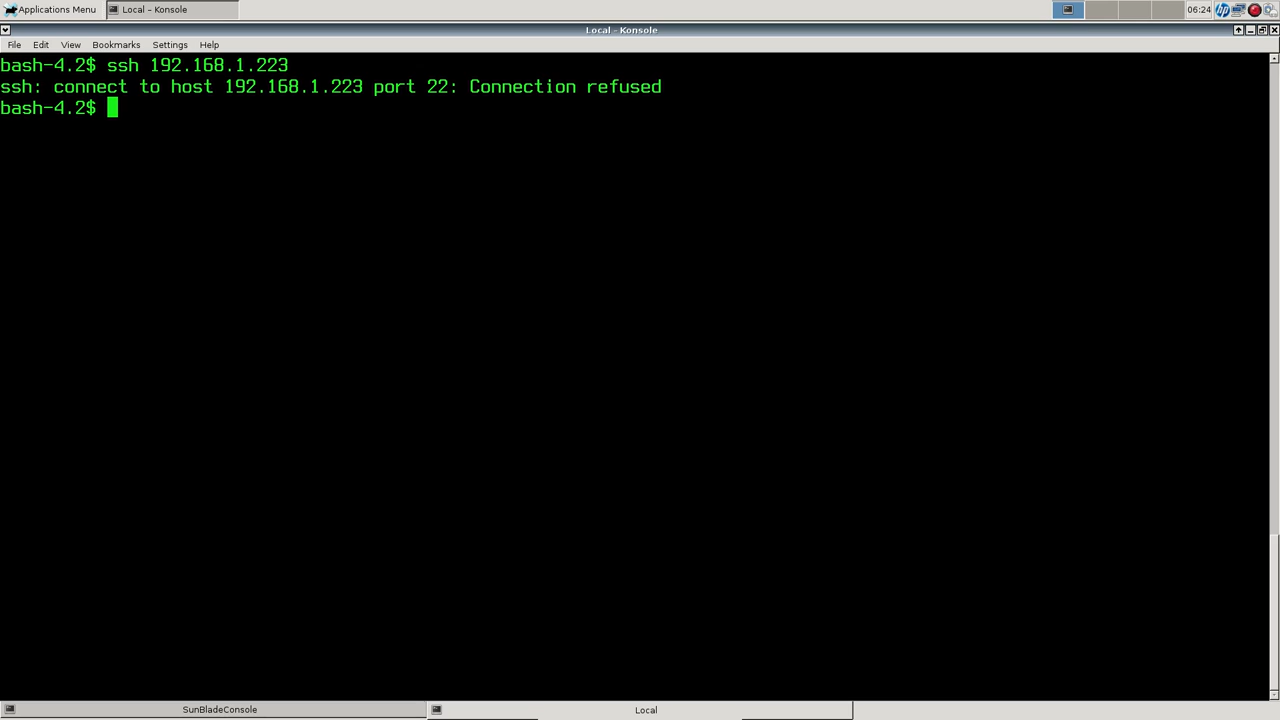 Applications Menu Local - Konsole 06:24
Local - Konsole
File Edit View Bookmarks Settings Help
bash-4.2$ ssh 192.168.1.223
ssh: connect to host 192.168.1.223 port 22: Connection refused
bash-4.2$
SunBladeConsole Local